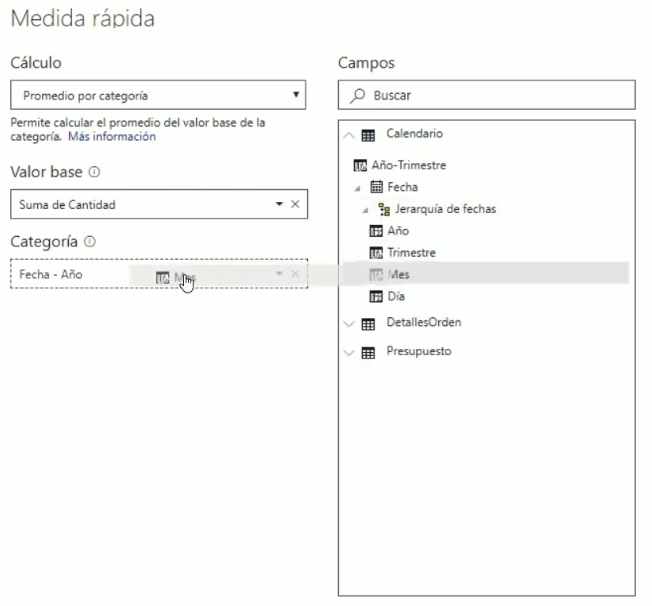 Medida rápida
Cálculo
Promedio por categoría
Permite calcular el promedio del valor base de la
categoría. Más información
Valor base
Suma de Cantidad
Categoría
Fecha - Año
Mes
Campos
Buscar
Calendario
Año-Trimestre
Fecha
Jerarquía de fechas
Año
Trimestre
Mes
Día
DetallesOrden
Presupuesto